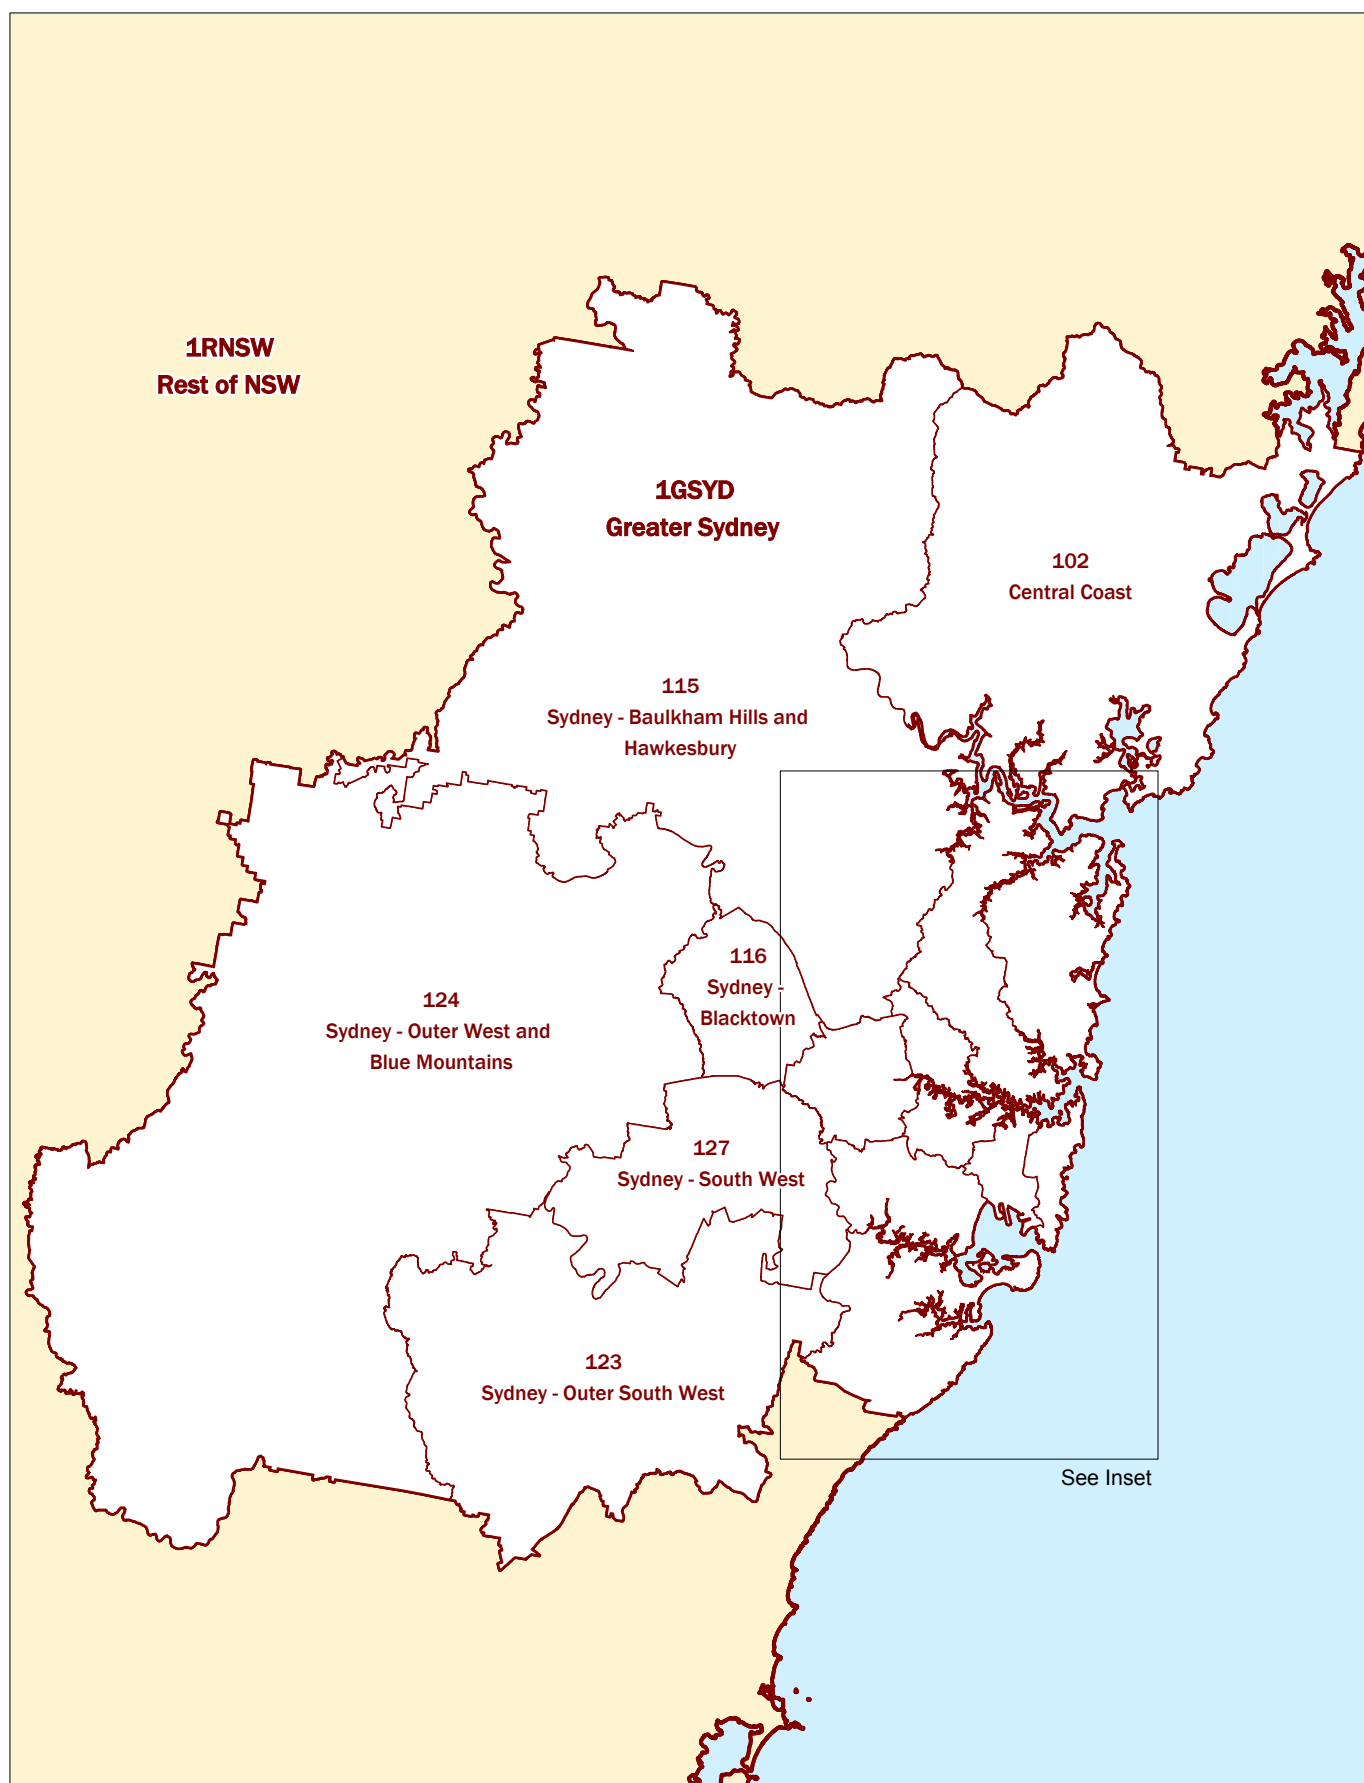 1RNSW
Rest of NSW
1GSYD
Greater Sydney
102
Central Coast
115
Sydney - Baulkham Hills and
Hawkesbury
116
Sydney -
Blacktown
124
Sydney - Outer West and
Blue Mountains
127
Sydney - South West
123
Sydney - Outer South West
See Inset